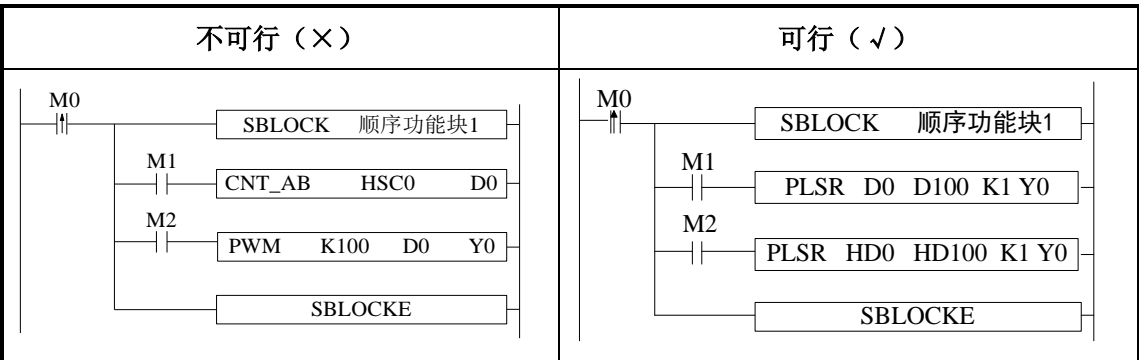 不可行（×）
可行（√）
M0
SBLOCK 顺序功能块1
M1
CNT_AB HSC0 D0
M2
PWM K100 D0 Y0
SBLOCKE
M0
SBLOCK 顺序功能块1
M1
PLSR D0 D100 K1 Y0
M2
PLSR HD0 HD100 K1 Y0
SBLOCKE